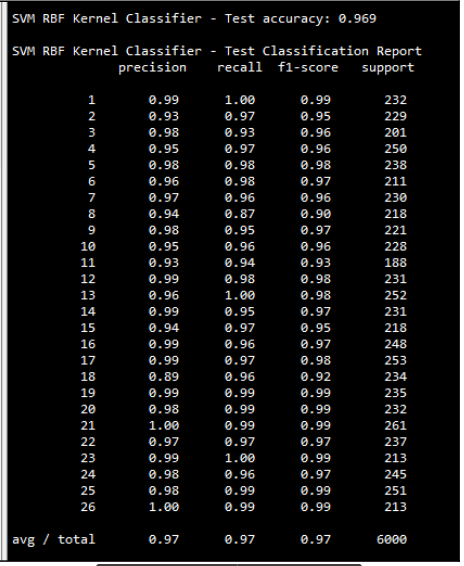 SVM RBF Kernel Classifier - Test accuracy: 0.969
SVM RBF Kernel Classifier - Test Classification Report
precision recall f1-score support
1 0.99 1.00 0.99 232
2 0.93 0.97 0.95 229
3 0.98 0.93 0.96 201
4 0.95 0.97 0.96 250
5 0.98 0.98 0.98 238
6 0.96 0.98 0.97 211
7 0.97 0.96 0.96 230
8 0.94 0.87 0.90 218
9 0.98 0.95 0.97 221
10 0.95 0.96 0.96 228
11 0.93 0.94 0.93 188
12 0.99 0.98 0.98 231
13 0.96 1.00 0.98 252
14 0.99 0.95 0.97 231
15 0.94 0.97 0.95 218
16 0.99 0.96 0.97 248
17 0.99 0.97 0.98 253
18 0.89 0.96 0.92 234
19 0.99 0.99 0.99 235
20 0.98 0.99 0.99 232
21 1.00 0.99 0.99 261
22 0.97 0.97 0.97 237
23 0.99 1.00 0.99 213
24 0.98 0.96 0.97 245
25 0.98 0.99 0.99 251
26 1.00 0.99 0.99 213
avg / total 0.97 0.97 0.97 6000